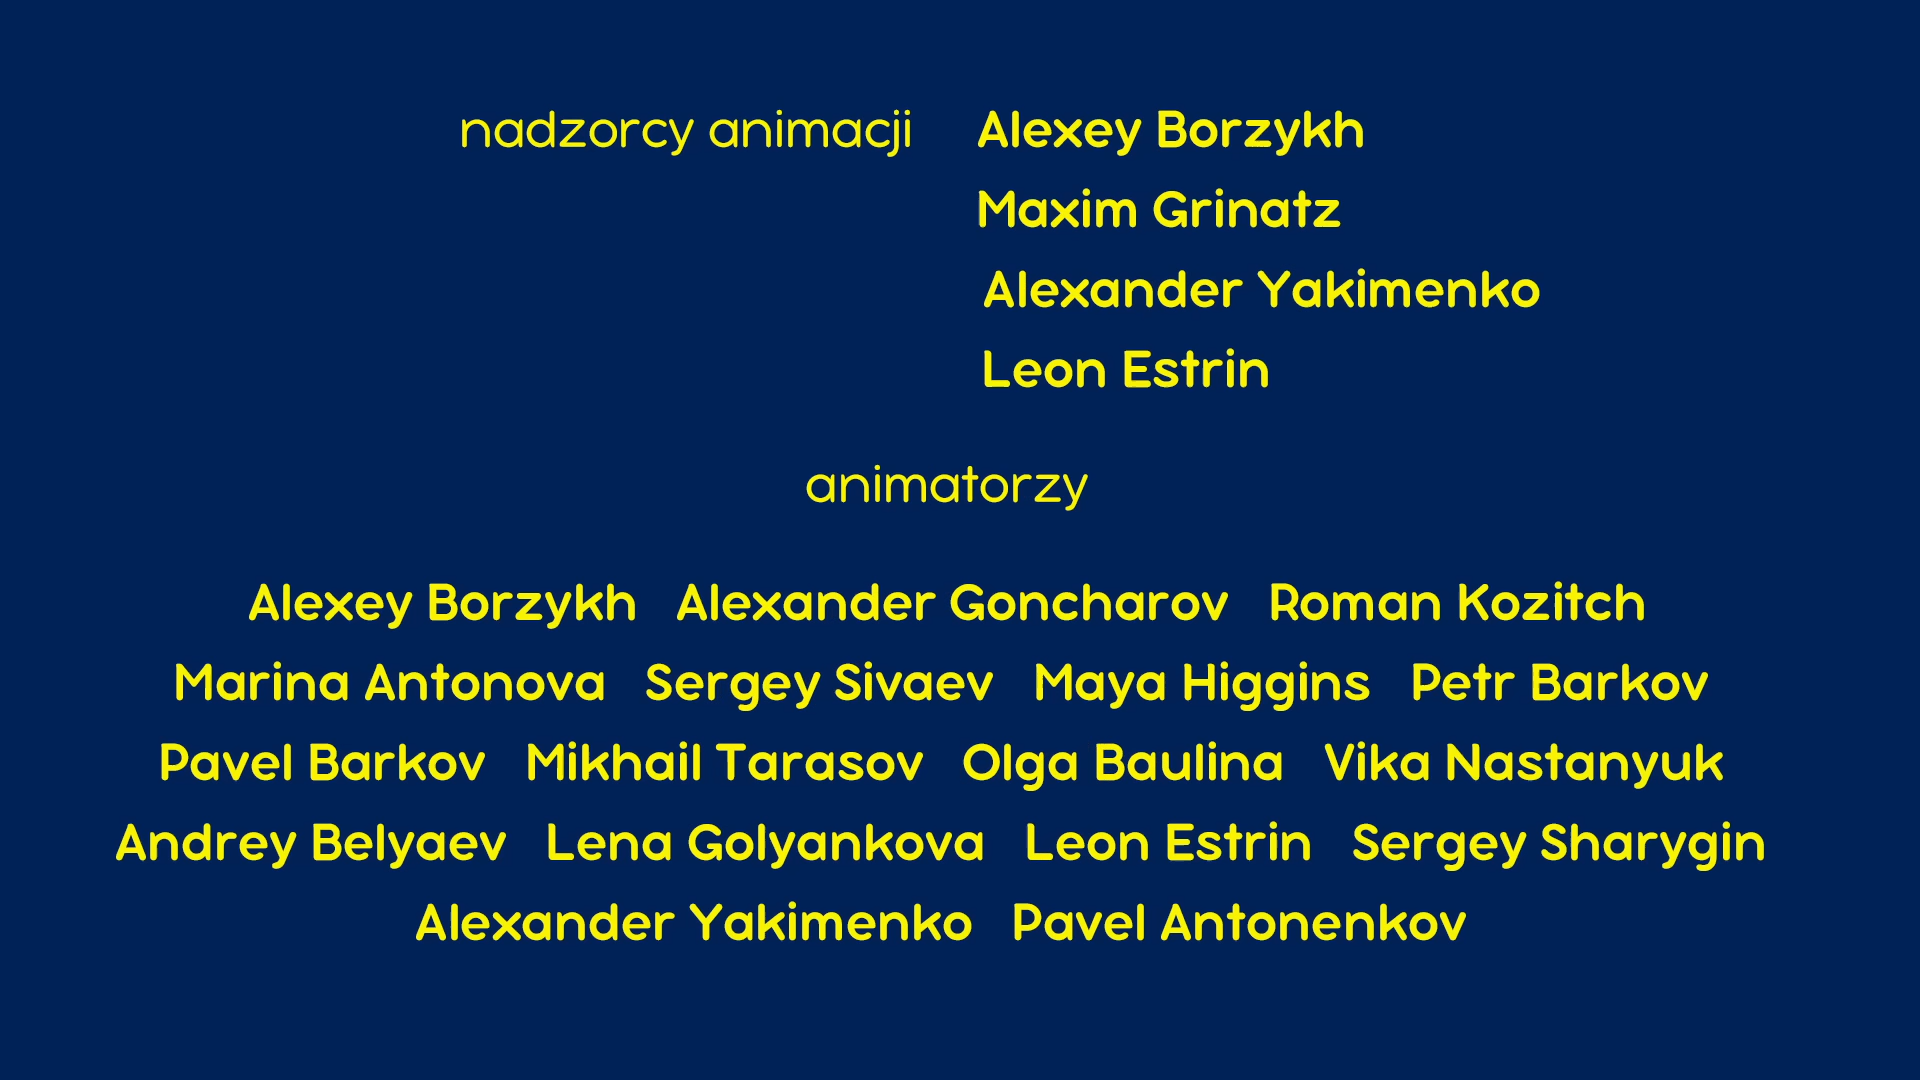 nadzorcy animacji Alexey Borzykh
Maxim Grinatz
Alexander Yakimenko
Leon Estrin
animatorzy
Alexey Borzykh Alexander Goncharov Roman Kozitch
Marina Antonova Sergey Sivaev Maya Higgins Petr Barkov
Pavel Barkov Mikhail Tarasov Olga Baulina Vika Nastanyuk
Andrey Belyaev Lena Golyankova Leon Estrin Sergey Sharygin
Alexander Yakimenko Pavel Antonenkov